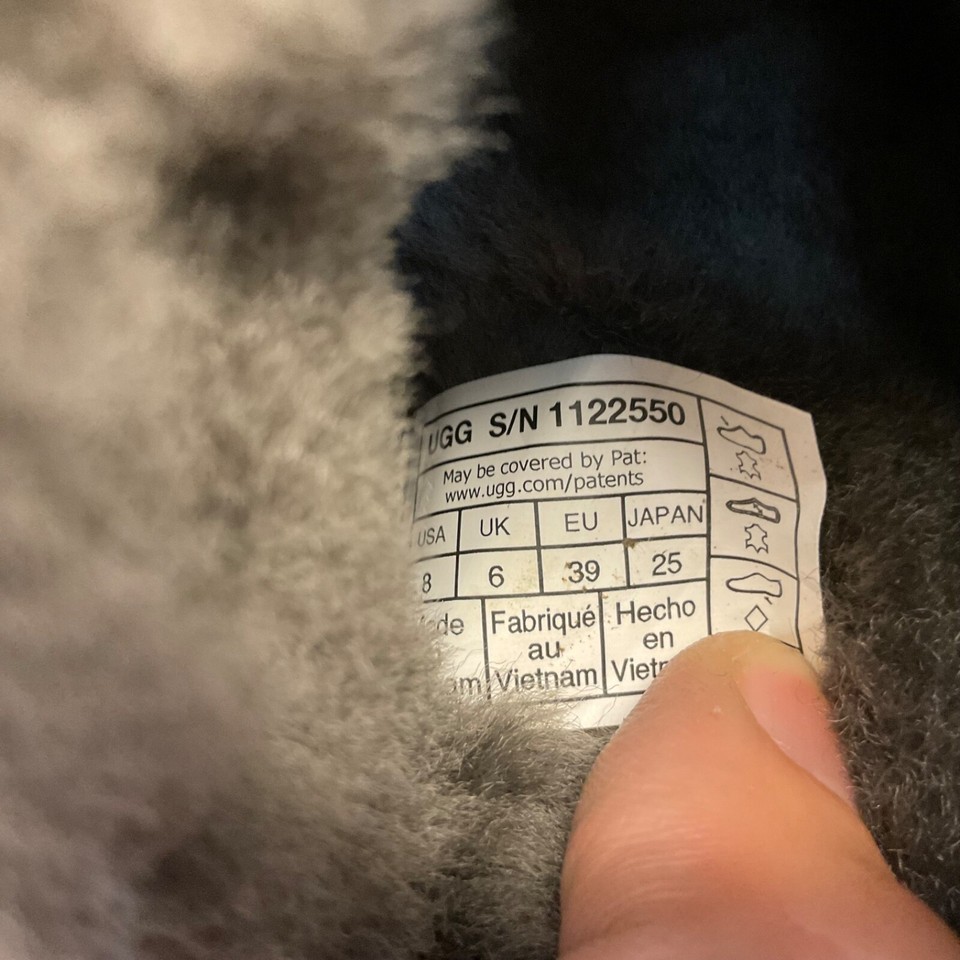 UGG S/N 1122550
May be covered by Pat:
www.ugg.com/patents
USA UK EU JAPAN
8 6 39 25
Fabriqué Hecho
au en
Vietnam